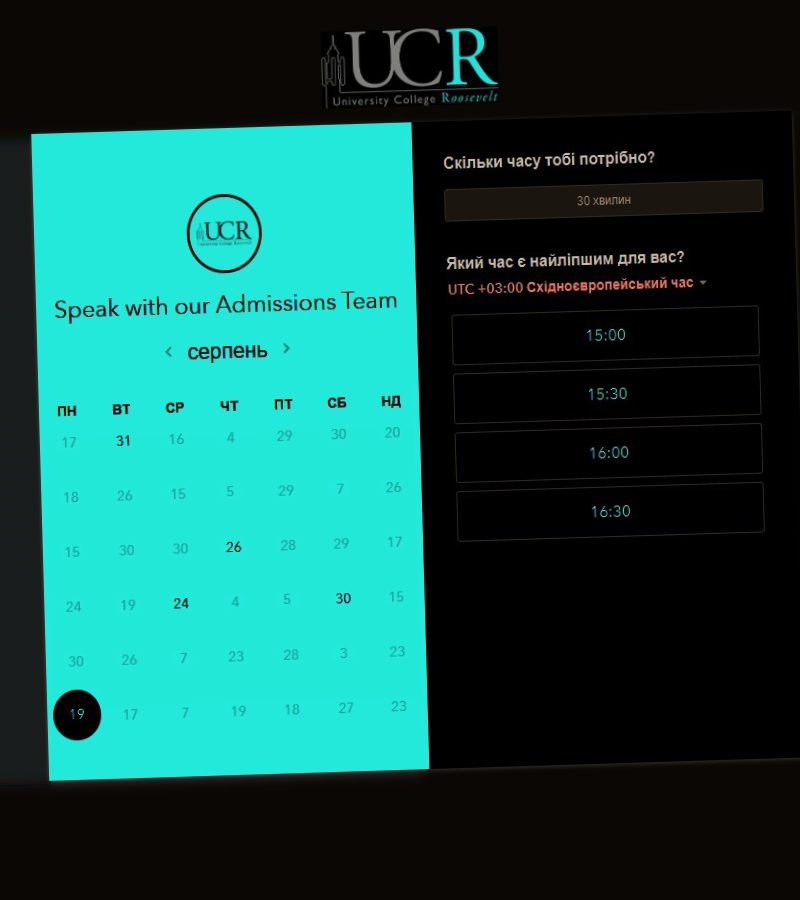 UCR
University College Roosevelt
UCR
University College Roosevelt
Speak with our Admissions Team
серпень
ПН ВТ СР ЧТ ПТ СБ НД
17 31 16 4 29 30 20
18 26 15 5 29 7 26
15 30 30 26 28 29 17
24 19 24 4 5 30 15
30 26 7 23 28 3 23
19 17 7 19 18 27 23
Скільки часу тобі потрібно?
30 хвилин
Який час є найліпшим для вас?
UTC +03:00 Східноєвропейський час
15:00
15:30
16:00
16:30